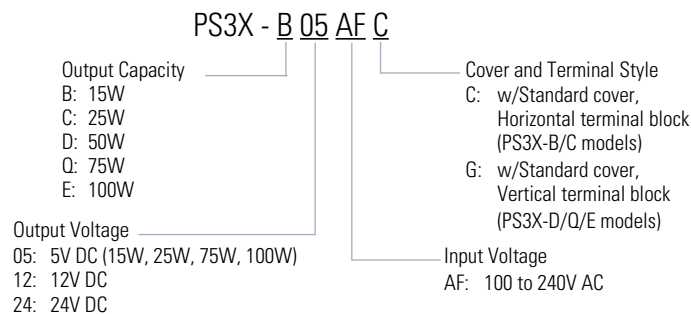 PS3X - B 05 AF C
Output Capacity
B: 15W
C: 25W
D: 50W
Q: 75W
E: 100W
Output Voltage
05: 5V DC (15W, 25W, 75W, 100W)
12: 12V DC
24: 24V DC
Cover and Terminal Style
C: w/Standard cover,
Horizontal terminal block
(PS3X-B/C models)
G: w/Standard cover,
Vertical terminal block
(PS3X-D/Q/E models)
Input Voltage
AF: 100 to 240V AC